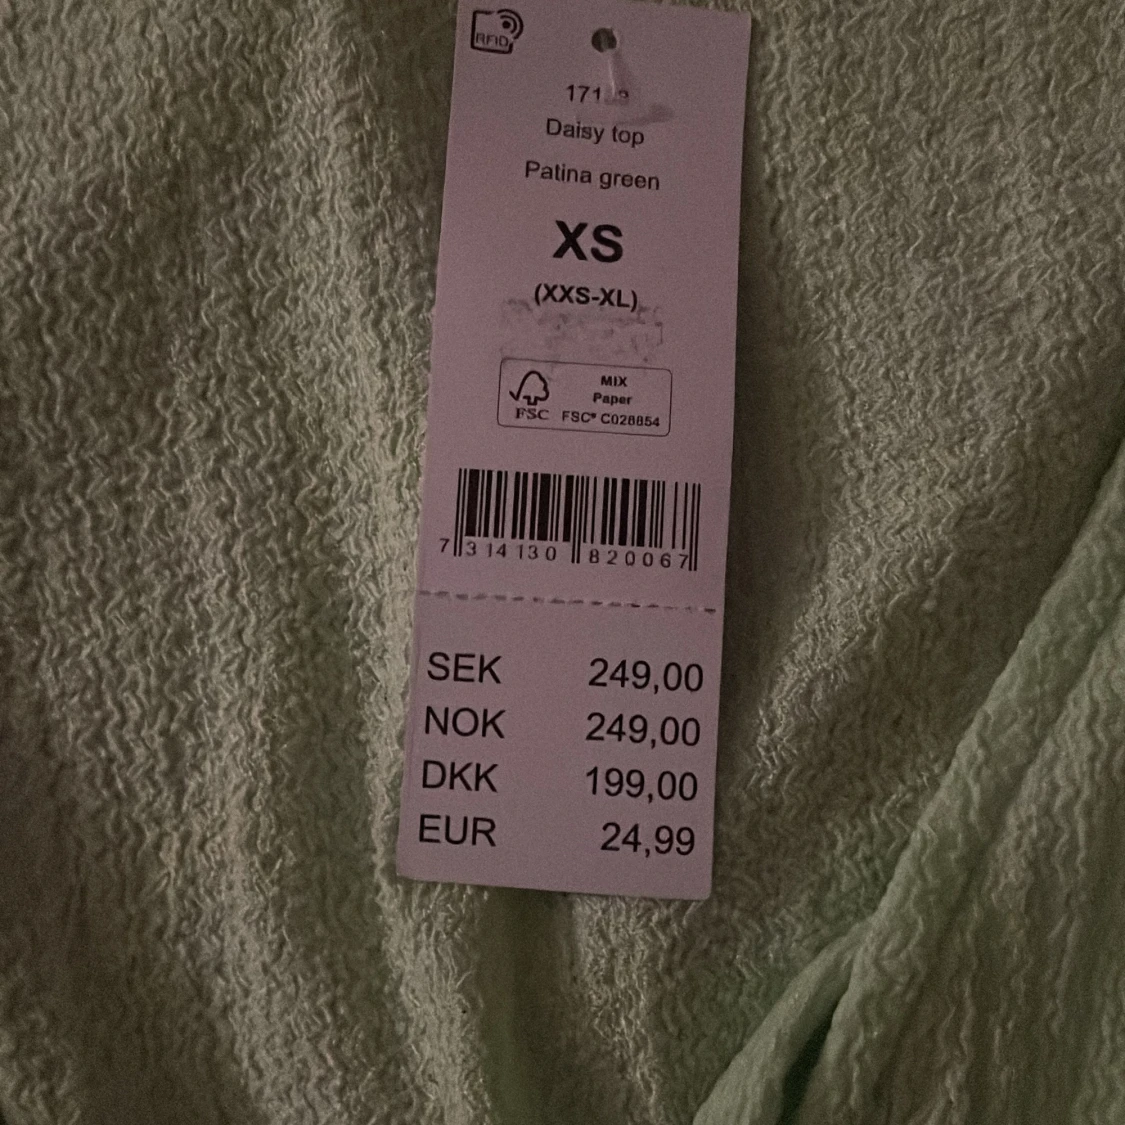 RFID
Daisy top
Patina green
XS
(XXS-XL)
MIX
Paper
FSC FSC® C028854
7 314130 820067
SEK 249,00
NOK 249,00
DKK 199,00
EUR 24,99